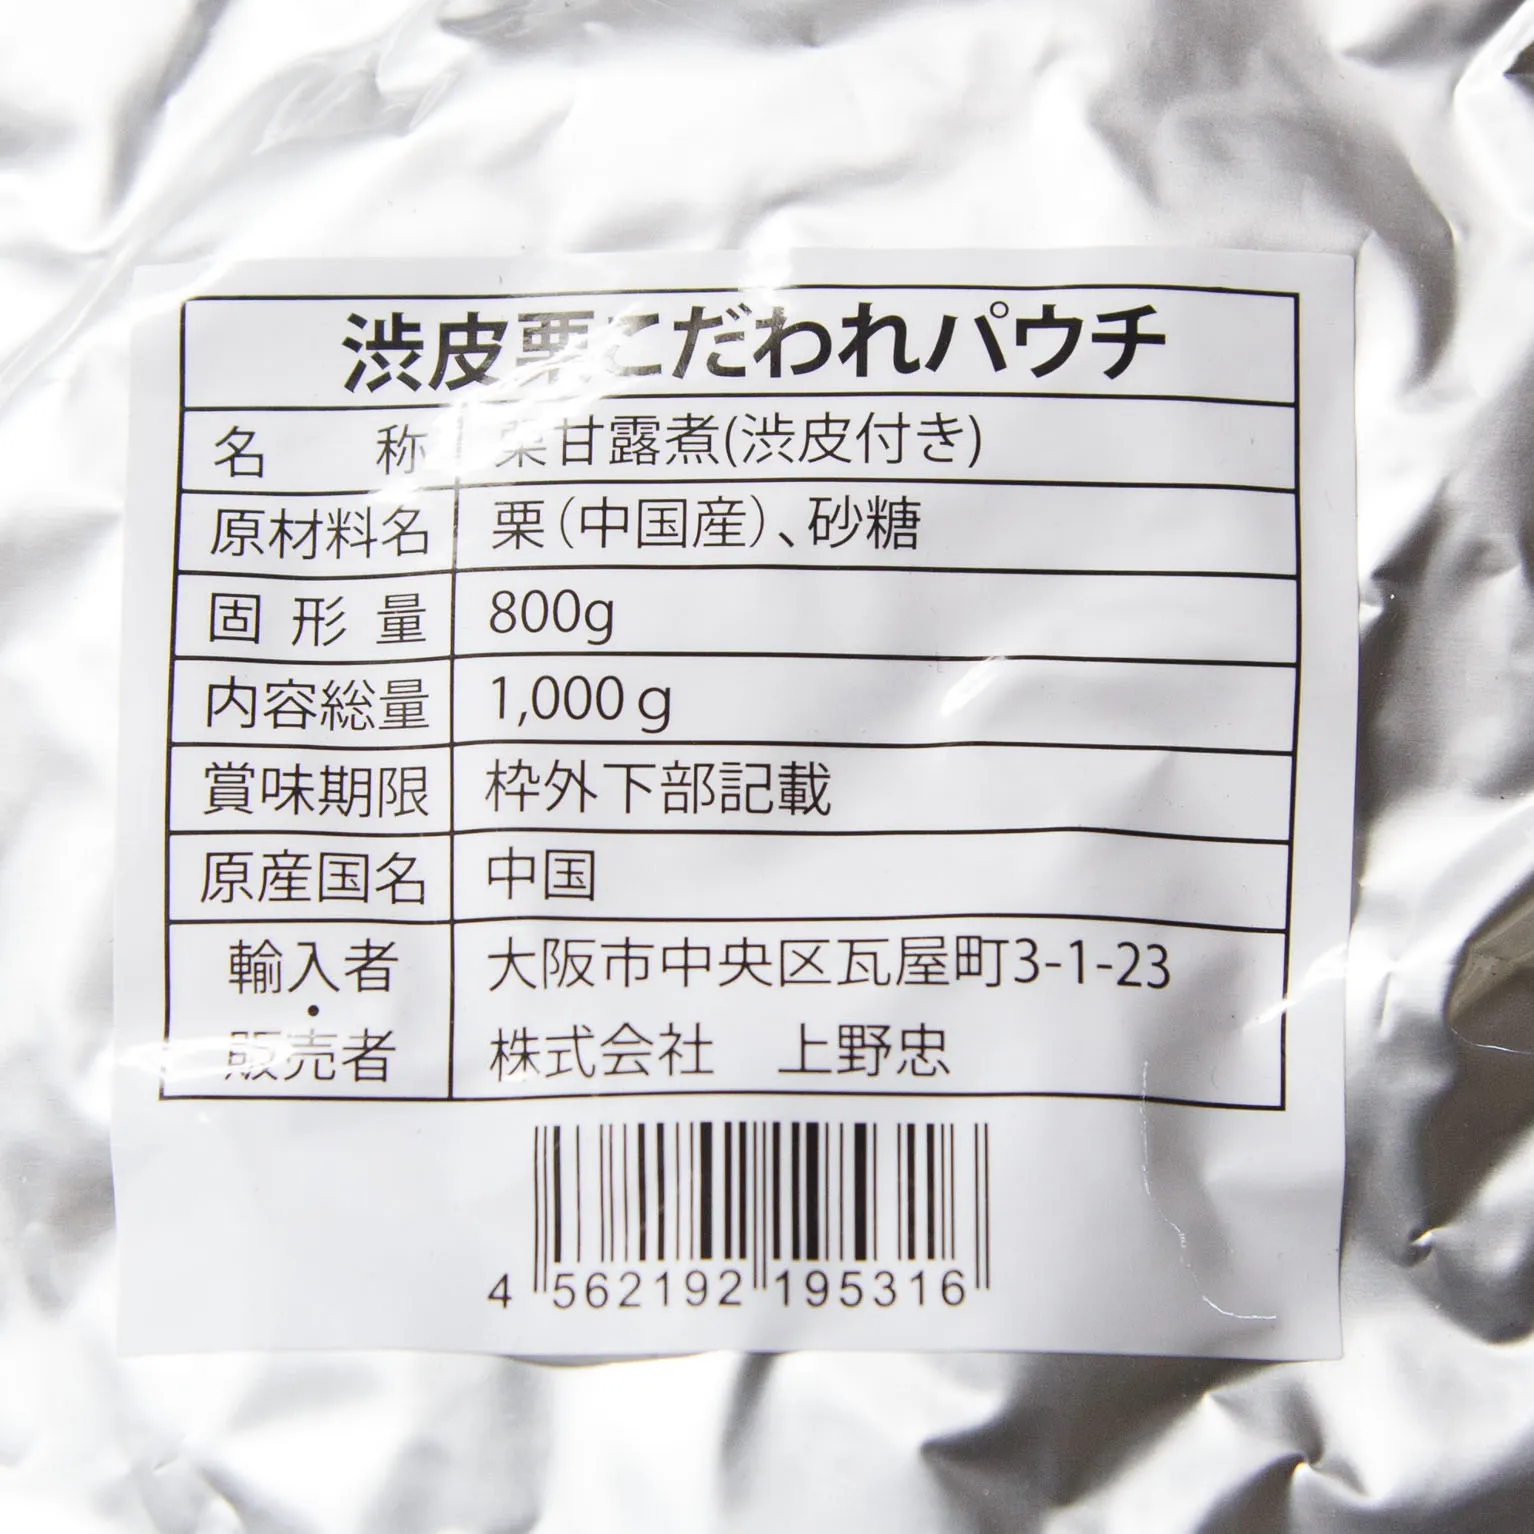 渋皮栗こだわれパウチ
名称 栗甘露煮(渋皮付き)
原材料名 栗(中国産)、砂糖
固形量 800g
内容総量 1,000g
賞味期限 枠外下部記載
原産国名 中国
輸入者 大阪市中央区瓦屋町3-1-23
・
販売者 株式会社 上野忠
4 562192 195316